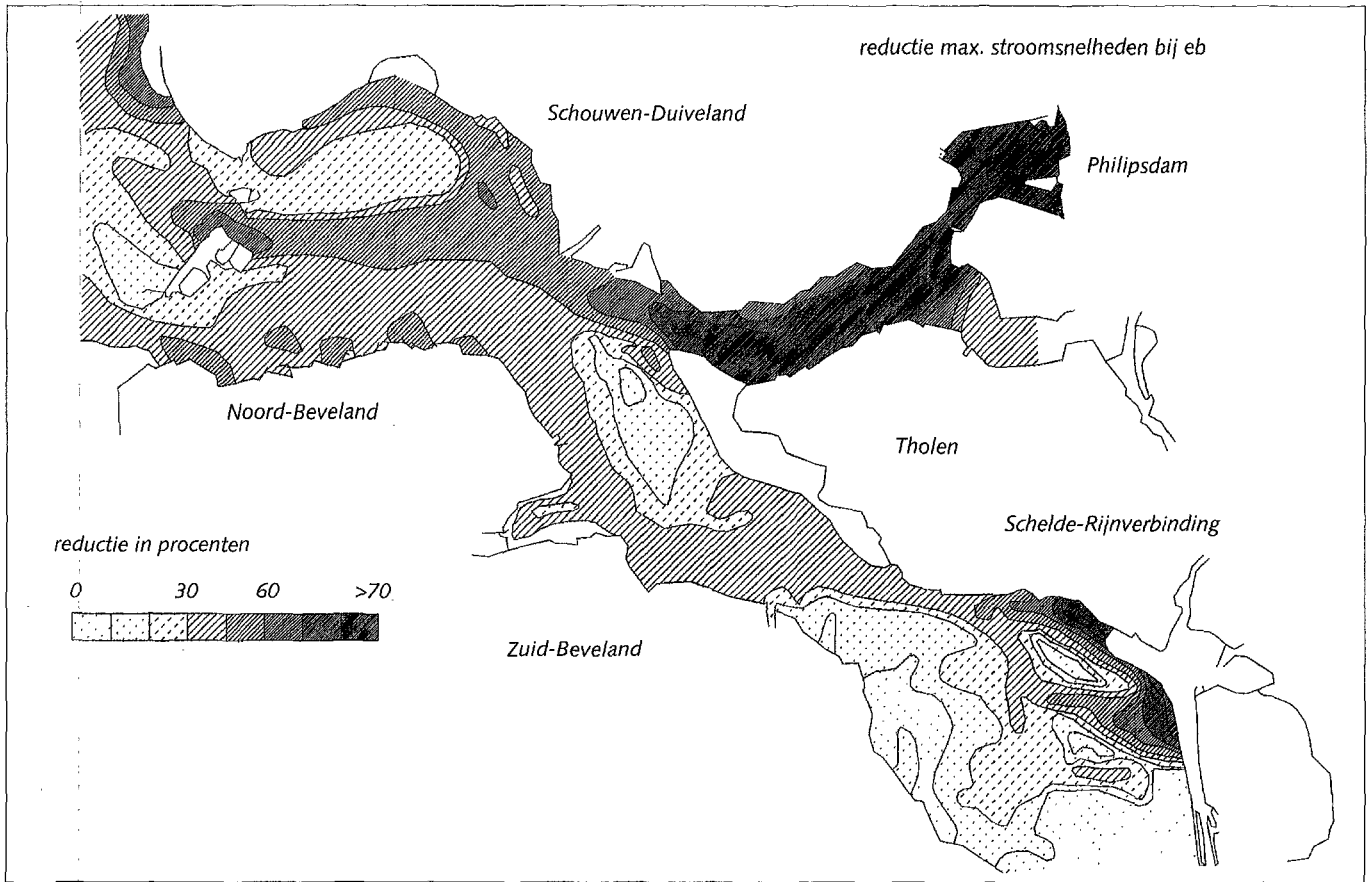 reductie max. stroomsnelheden bij eb
Schouwen-Duiveland
Philipsdam
Noord-Beveland
Tholen
Schelde-Rijnverbinding
reductie in procenten
0 30 60 >70
Zuid-Beveland